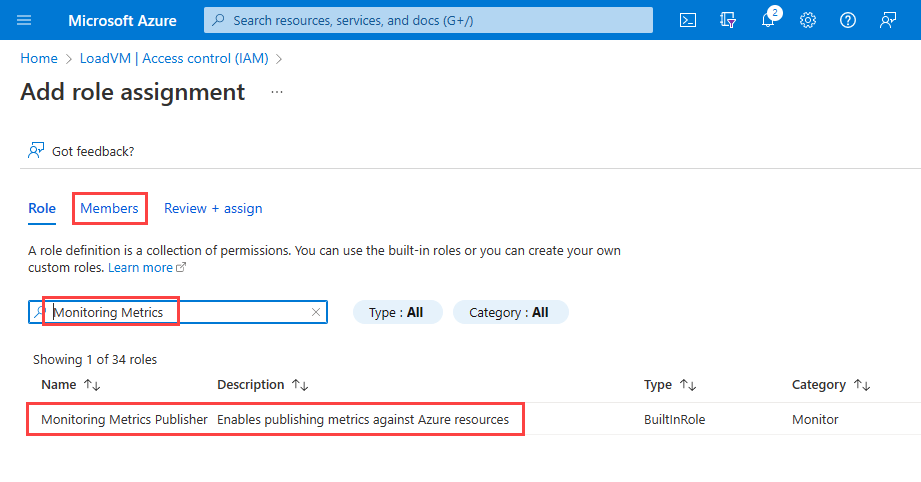 Microsoft Azure
Search resources, services, and docs (G+/)
2
Home > LoadVM | Access control (IAM) >
Add role assignment ...
Got feedback?
Role Members Review + assign
A role definition is a collection of permissions. You can use the built-in roles or you can create your own
custom roles. Learn more
Monitoring Metrics
Type : All
Category : All
Showing 1 of 34 roles
Name Description Type Category
Monitoring Metrics Publisher Enables publishing metrics against Azure resources BuiltInRole Monitor